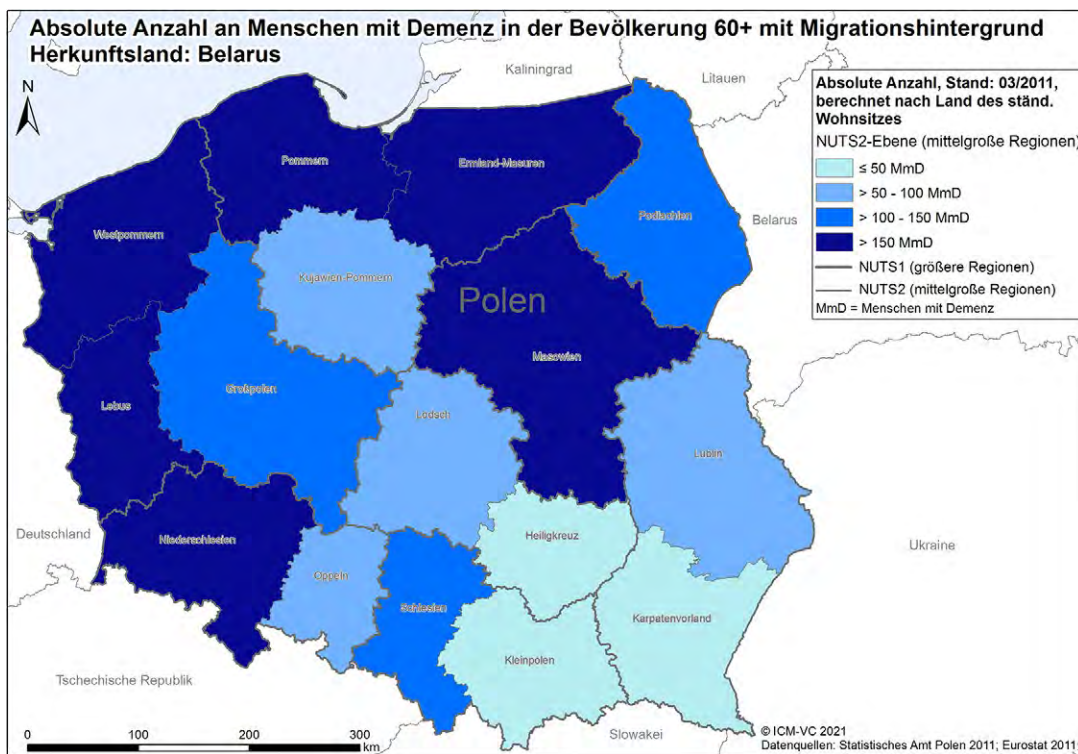 Absolute Anzahl an Menschen mit Demenz in der Bevölkerung 60+ mit Migrationshintergrund
Herkunftsland: Belarus
N
Kaliningrad
Litauen
Absolute Anzahl, Stand: 03/2011,
berechnet nach Land des ständ.
Wohnsitzes
NUTS2-Ebene (mittelgroße Regionen)
≤ 50 MmD
> 50 - 100 MmD
> 100 - 150 MmD
> 150 MmD
NUTS1 (größere Regionen)
NUTS2 (mittelgroße Regionen)
MmD = Menschen mit Demenz
Pommern
Ermland-Masuren
Podlachien
Belarus
Westpommern
Kujawien-Pommern
Polen
Masowien
Großpolen
Lebus
Lodsch
Lublin
Deutschland
Niederschlesien
Heiligkreuz
Ukraine
Oppeln
Schlesien
Karpatenvorland
Kleinpolen
Tschechische Republik
Slowakei
0 100 200 300
km
© ICM-VC 2021
Datenquellen: Statistisches Amt Polen 2011; Eurostat 2011